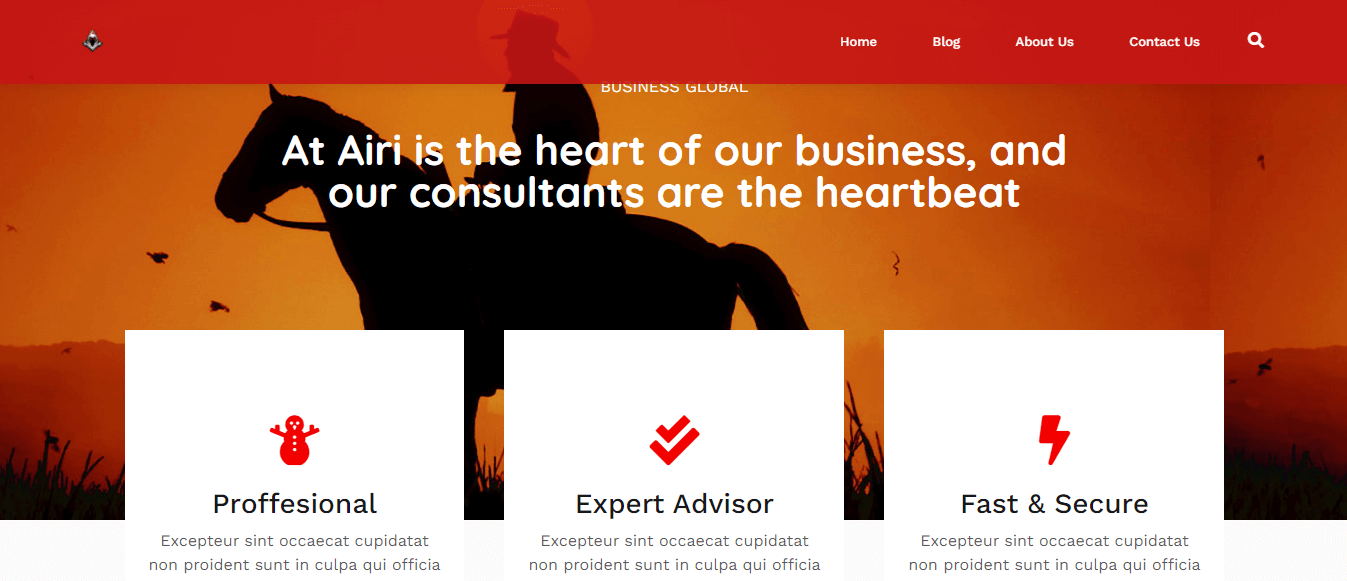 Home Blog About Us Contact Us
BUSINESS GLOBAL
At Airi is the heart of our business, and
our consultants are the heartbeat
Proffesional
Excepteur sint occaecat cupidatat
non proident sunt in culpa qui officia
Expert Advisor
Excepteur sint occaecat cupidatat
non proident sunt in culpa qui officia
Fast & Secure
Excepteur sint occaecat cupidatat
non proident sunt in culpa qui officia